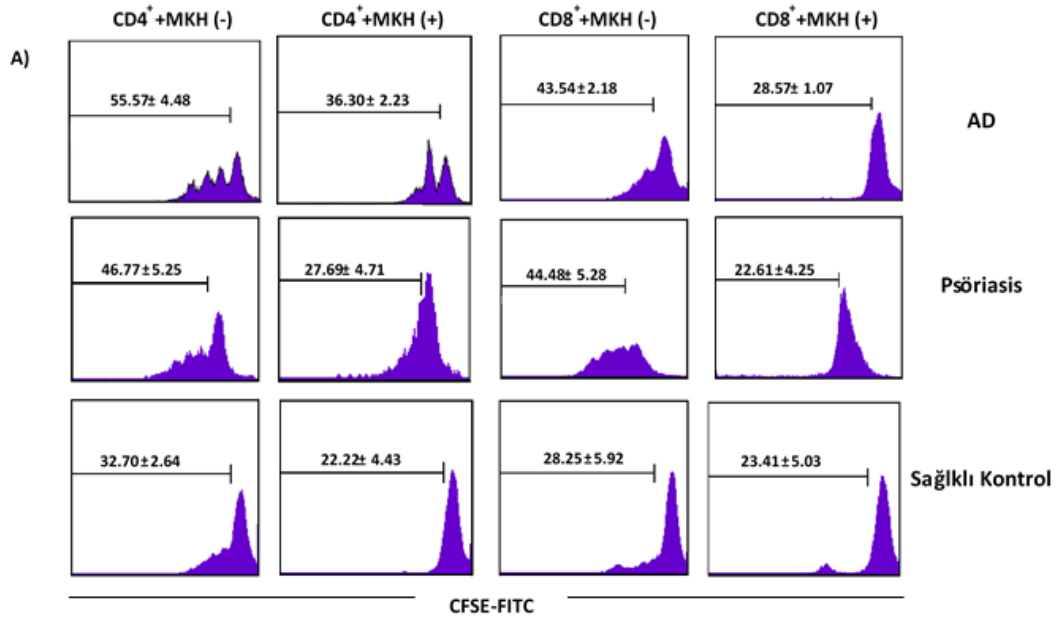 CD4++MKH (-) CD4++MKH (+) CD8++MKH (-) CD8++MKH (+)
A)
55.57± 4.48 36.30± 2.23 43.54±2.18 28.57± 1.07 AD
46.77±5.25 27.69± 4.71 44.48± 5.28 22.61±4.25 Psöriasis
32.70±2.64 22.22± 4.43 28.25±5.92 23.41±5.03 Sağlklı Kontrol
CFSE-FITC